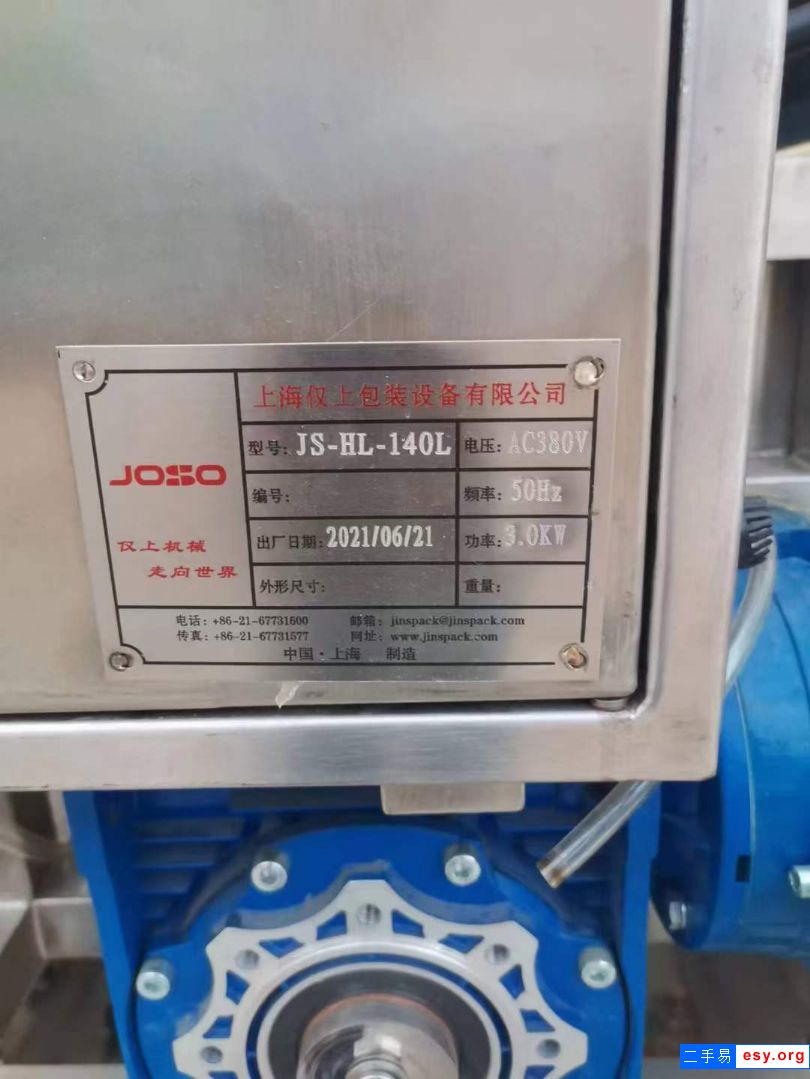 上海仅上包装设备有限公司
JOSO
仅上机械
走向世界
型号: JS-HL-140L 电压: AC380V
编号: 频率: 50Hz
出厂日期: 2021/06/21 功率: 3.0KW
外形尺寸: 重量:
电话: +86-21-67731600 邮箱: jinspack@jinspack.com
传真: +86-21-67731577 网址: www.jinspack.com
中国·上海 制造
二手易 esy.org